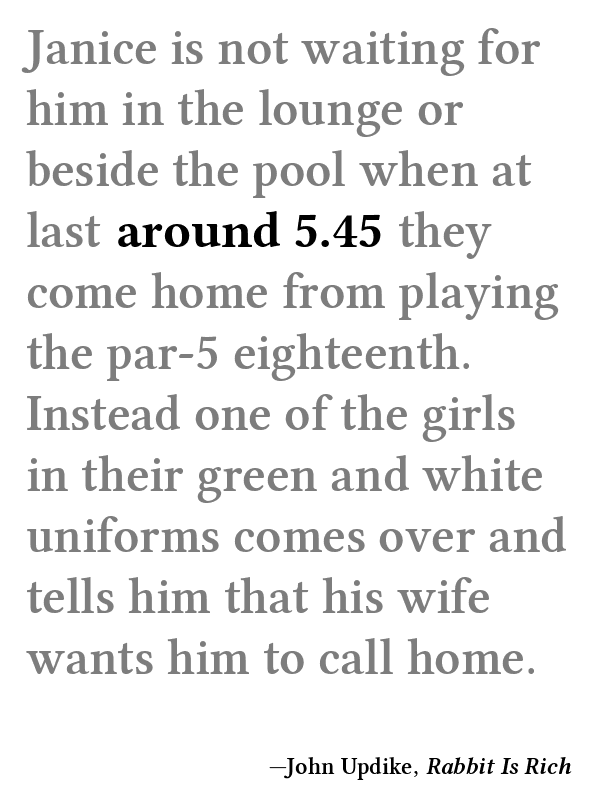 Janice is not waiting for
him in the lounge or
beside the pool when at
last around 5.45 they
come home from playing
the par-5 eighteenth.
Instead one of the girls
in their green and white
uniforms comes over and
tells him that his wife
wants him to call home.
—John Updike, Rabbit Is Rich